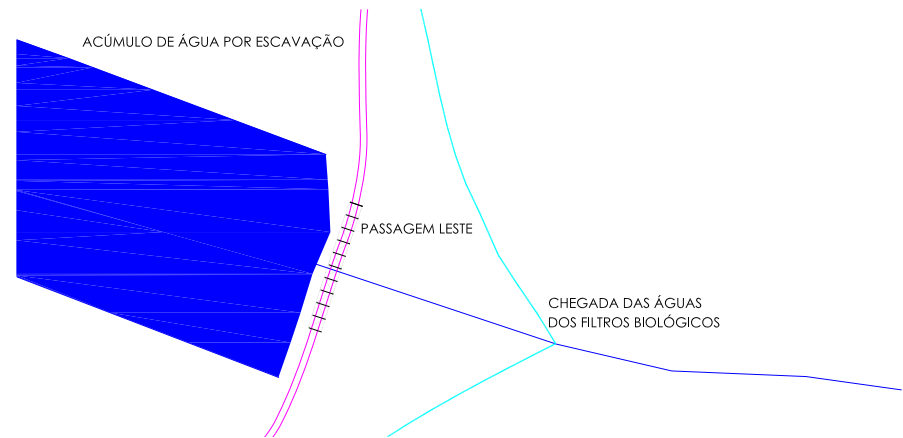 ACÚMULO DE ÁGUA POR ESCAVAÇÃO
PASSAGEM LESTE
CHEGADA DAS ÁGUAS
DOS FILTROS BIOLÓGICOS